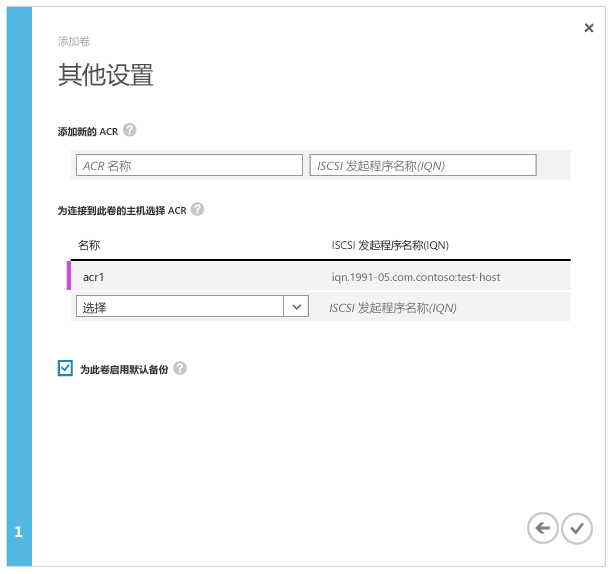 添加卷
其他设置
添加新的 ACR ?
ACR 名称 ISCSI 发起程序名称(IQN)
为连接到此卷的主机选择 ACR ?
名称 ISCSI 发起程序名称(IQN)
acr1 iqn.1991-05.com.contoso:test-host
选择 ISCSI 发起程序名称(IQN)
为此卷启用默认备份 ?
1